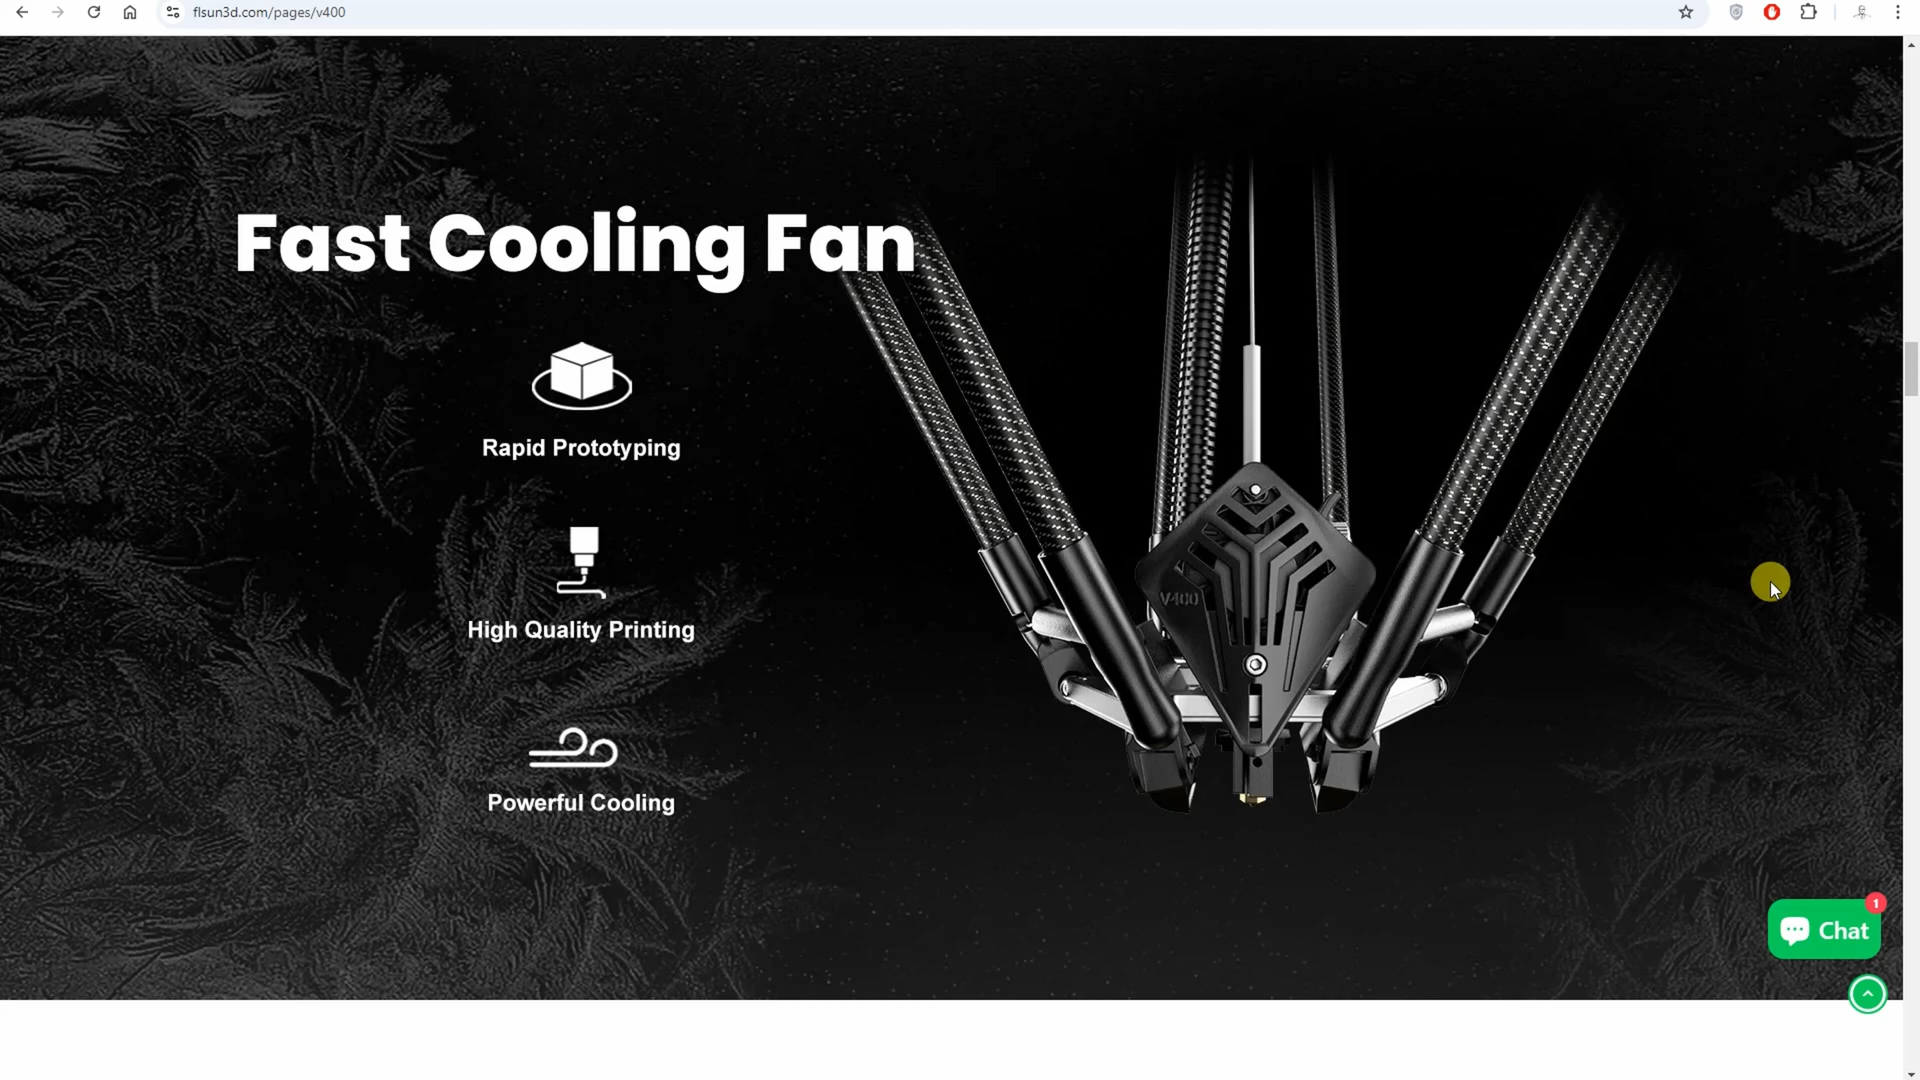 flsun3d.com/pages/v400
Fast Cooling Fan
Rapid Prototyping
High Quality Printing
Powerful Cooling
V400
1
Chat